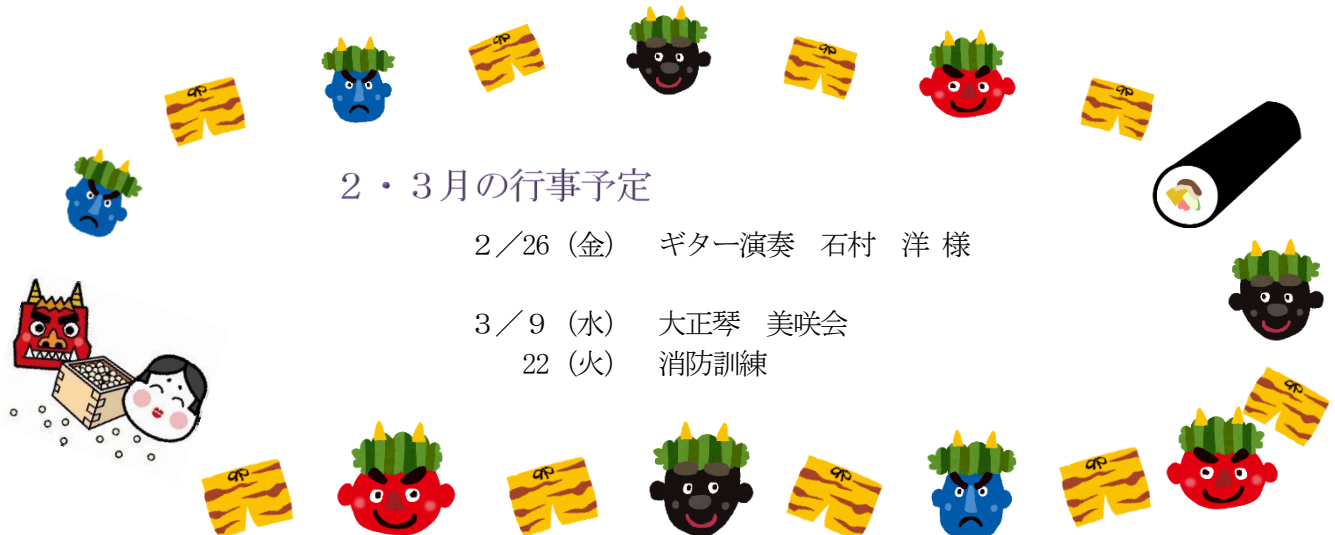 ２・３月の行事予定
２／26（金）　ギター演奏　石村　洋 様
３／９（水）　大正琴　美咲会
22（火）　消防訓練